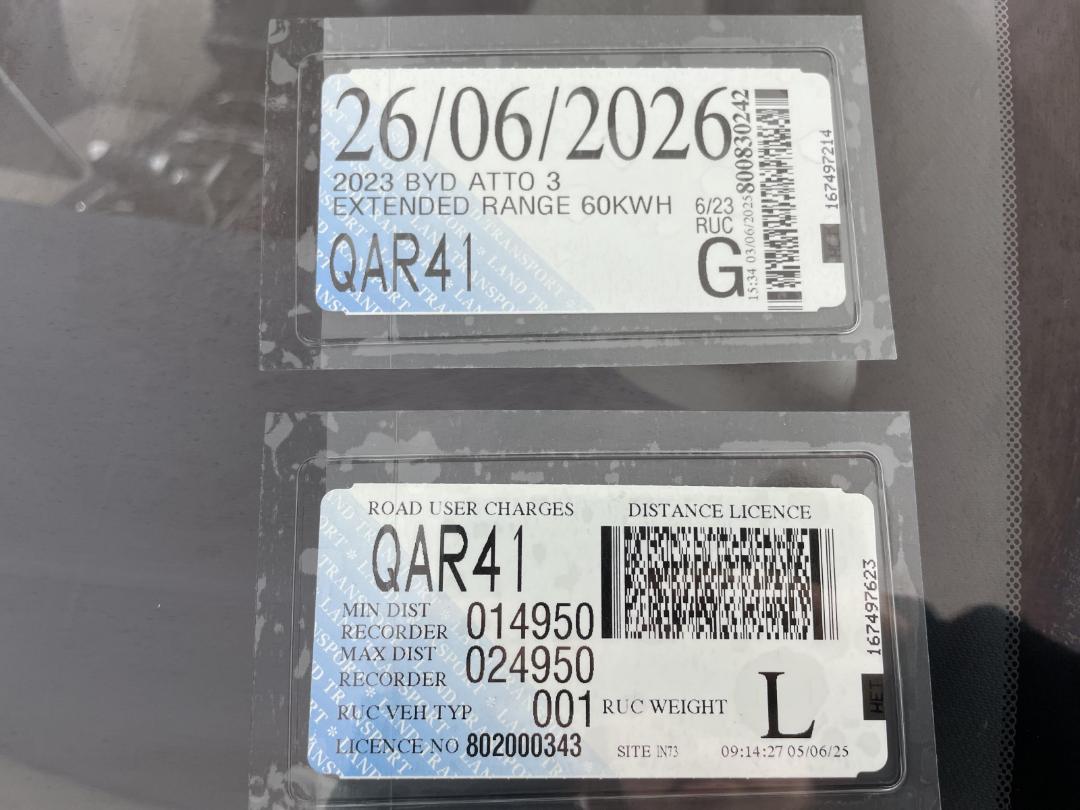 26/06/2026
2023 BYD ATTO 3
EXTENDED RANGE 60KWH
6/23
RUC
QAR41
G
15:34 03/06/2025 800830242
167497214
ROAD USER CHARGES
DISTANCE LICENCE
QAR41
MIN DIST
RECORDER 014950
MAX DIST
RECORDER 024950
RUC VEH TYP 001
RUC WEIGHT L
LICENCE NO 802000343
SITE IN73
09:14:27 05/06/25
167497623
HET